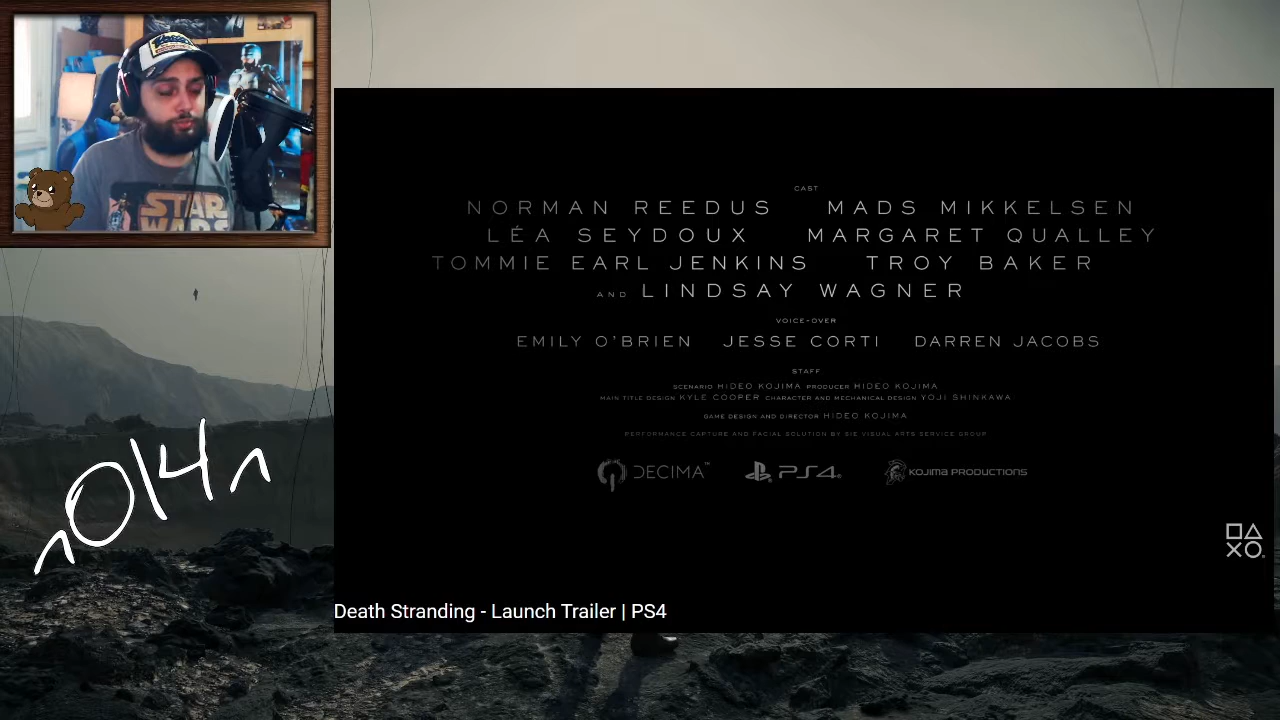 STAR
WARS
CAST
NORMAN REEDUS MADS MIKKELSEN
LÉA SEYDOUX MARGARET QUALLEY
TOMMIE EARL JENKINS TROY BAKER
AND LINDSAY WAGNER
VOICE-OVER
EMILY O'BRIEN JESSE CORTI DARREN JACOBS
STAFF
SCENARIO HIDEO KOJIMA PRODUCER HIDEO KOJIMA
MAIN TITLE DESIGN KYLE COOPER CHARACTER AND MECHANICAL DESIGN YOJI SHINKAWA
GAME DESIGN AND DIRECTOR HIDEO KOJIMA
PERFORMANCE CAPTURE AND FACIAL SOLUTION BY SIE VISUAL ARTS SERVICE GROUP
DECIMA™ PS4 KOJIMA PRODUCTIONS
Death Stranding - Launch Trailer | PS4